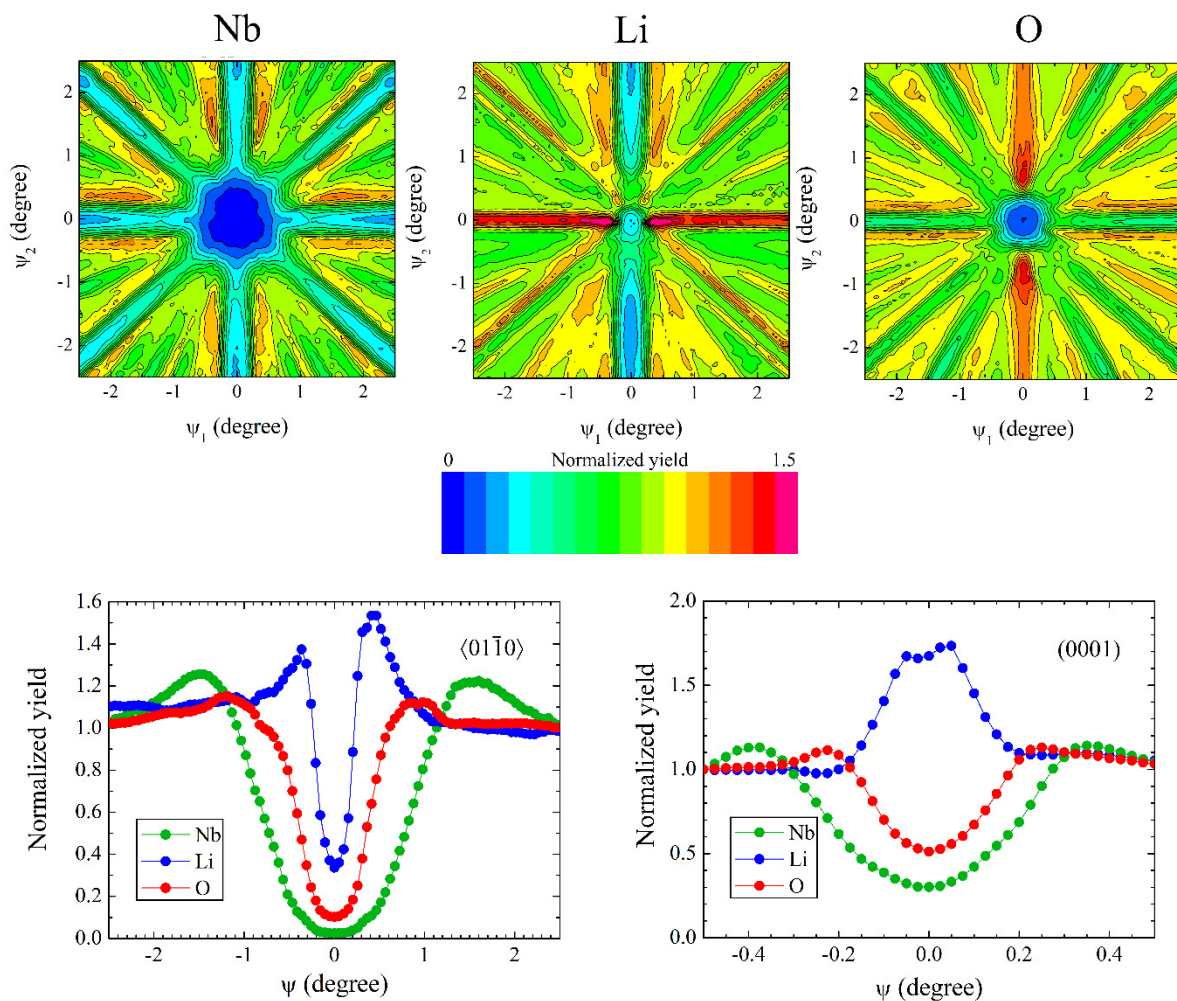 Nb
Li
O
ψ2 (degree)
2
1
0
-1
-2
-2
-1
0
1
2
ψ1 (degree)
ψ2 (degree)
2
1
0
-1
-2
-2
-1
0
1
2
ψ1 (degree)
ψ2 (degree)
2
1
0
-1
-2
-2
-1
0
1
2
ψ1 (degree)
0 Normalized yield 1.5
Normalized yield
1.6
1.4
1.2
1.0
0.8
0.6
0.4
0.2
0.0
⟨011̄0⟩
Nb
Li
O
-2
-1
0
1
2
ψ (degree)
Normalized yield
2.0
1.5
1.0
0.5
0.0
(0001)
Nb
Li
O
-0.4
-0.2
0.0
0.2
0.4
ψ (degree)